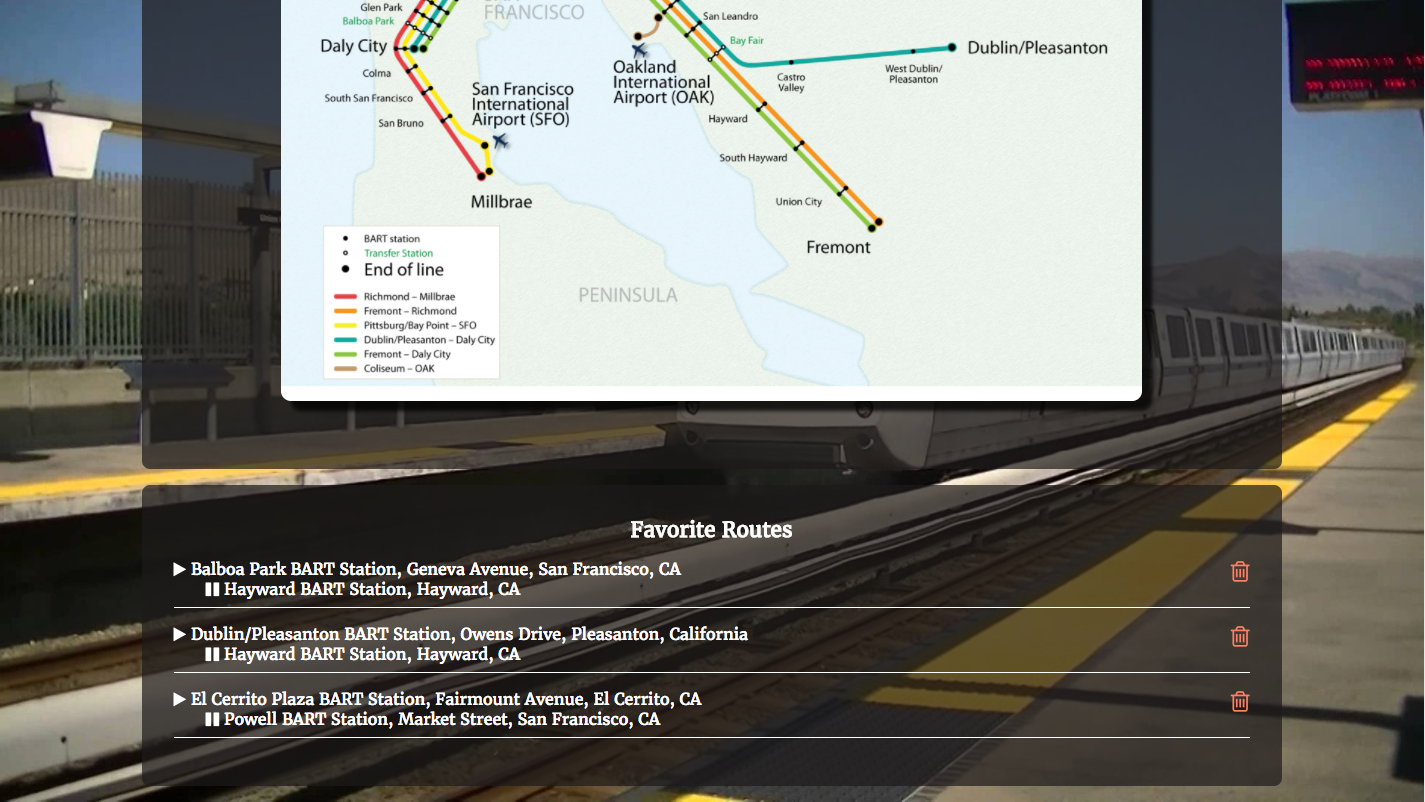 SAN
FRANCISCO
Glen Park
Balboa Park
Daly City
Colma
South San Francisco
San Bruno
San Francisco
International
Airport (SFO)
Millbrae
San Leandro
Bay Fair
Oakland
International
Airport (OAK)
Castro
Valley
West Dublin/
Pleasanton
Dublin/Pleasanton
Hayward
South Hayward
Union City
Fremont
PENINSULA
BART station
Transfer Station
End of line
Richmond – Millbrae
Fremont – Richmond
Pittsburg/Bay Point – SFO
Dublin/Pleasanton – Daly City
Fremont – Daly City
Coliseum – OAK
PLATFORM 1
Union
Favorite Routes
Balboa Park BART Station, Geneva Avenue, San Francisco, CA
Hayward BART Station, Hayward, CA
Dublin/Pleasanton BART Station, Owens Drive, Pleasanton, California
Hayward BART Station, Hayward, CA
El Cerrito Plaza BART Station, Fairmount Avenue, El Cerrito, CA
Powell BART Station, Market Street, San Francisco, CA